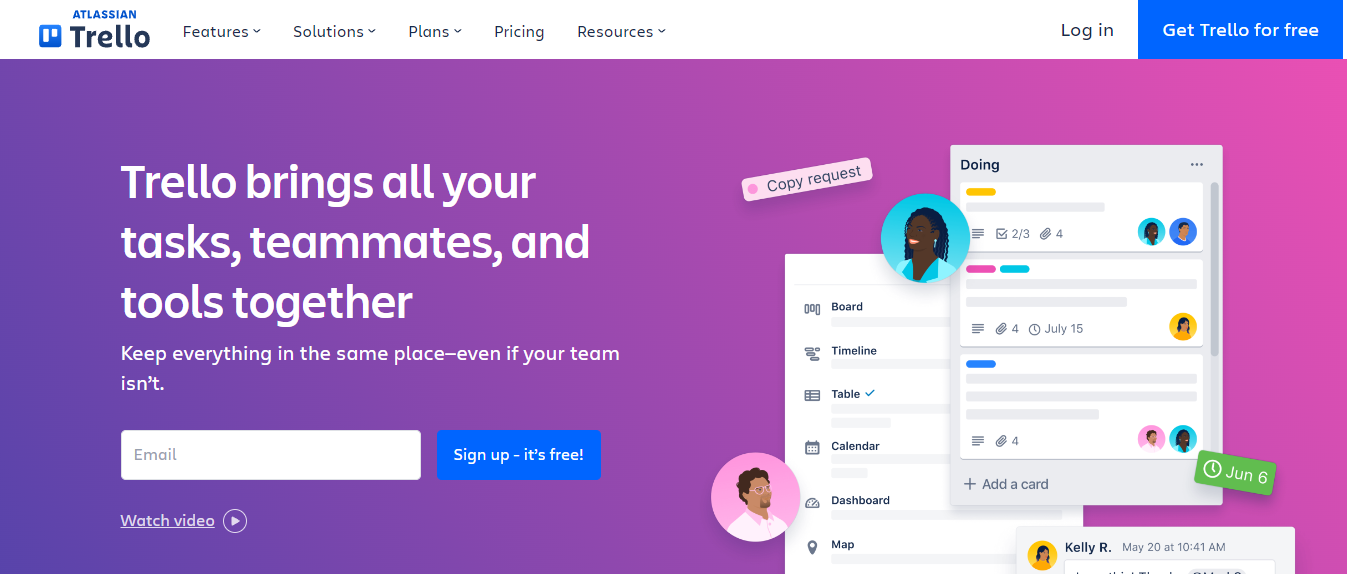 ATLASSIAN
Trello
Features
Solutions
Plans
Pricing
Resources
Log in
Get Trello for free
Trello brings all your
tasks, teammates, and
tools together
Keep everything in the same place—even if your team
isn’t.
Email
Sign up - it’s free!
Watch video
Copy request
Doing
2/3
4
4
July 15
4
Add a card
Jun 6
Board
Timeline
Table
Calendar
Dashboard
Map
Kelly R. May 20 at 10:41 AM